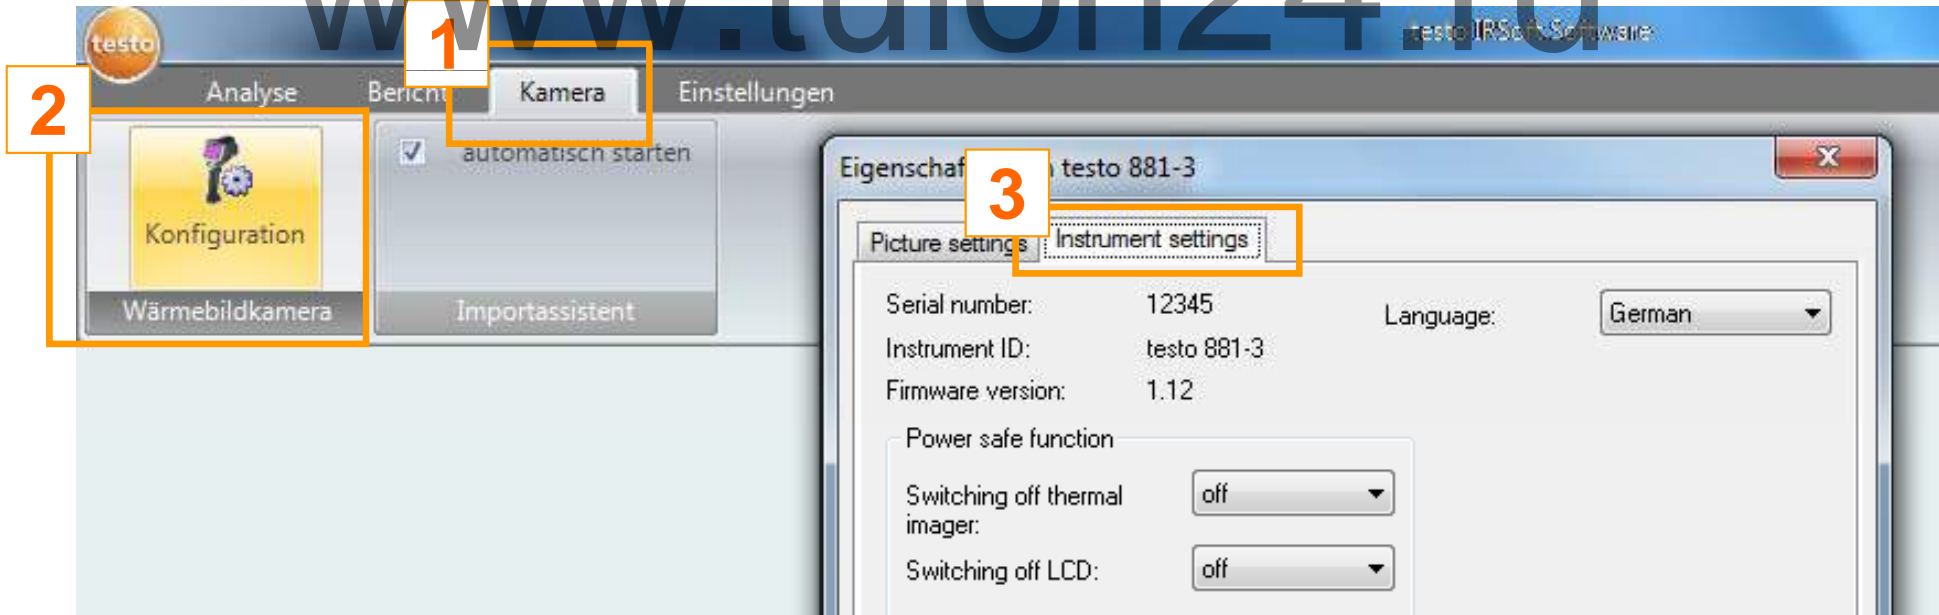 www.tulon24.ru
testo IRSoft Software
testo
1
2
Analyse
Bericht
Kamera
Einstellungen
automatisch starten
Konfiguration
Wärmebildkamera
Importassistent
testo 881-3
3
Picture settings
Instrument settings
Serial number: 12345
Language: German
Instrument ID: testo 881-3
Firmware version: 1.12
Power safe function
Switching off thermal
imager: off
Switching off LCD: off